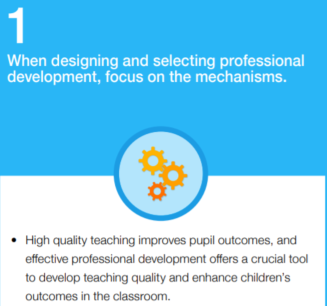 1
When designing and selecting professional
development, focus on the mechanisms.
• High quality teaching improves pupil outcomes, and
effective professional development offers a crucial tool
to develop teaching quality and enhance children's
outcomes in the classroom.